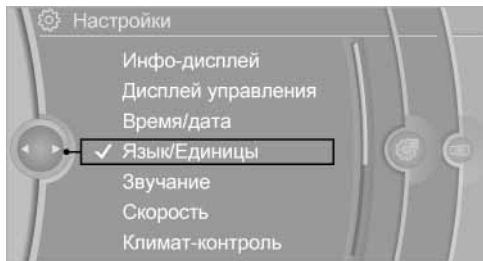 Настройки
Инфо-дисплей
Дисплей управления
Время/дата
Язык/Единицы
Звучание
Скорость
Климат-контроль